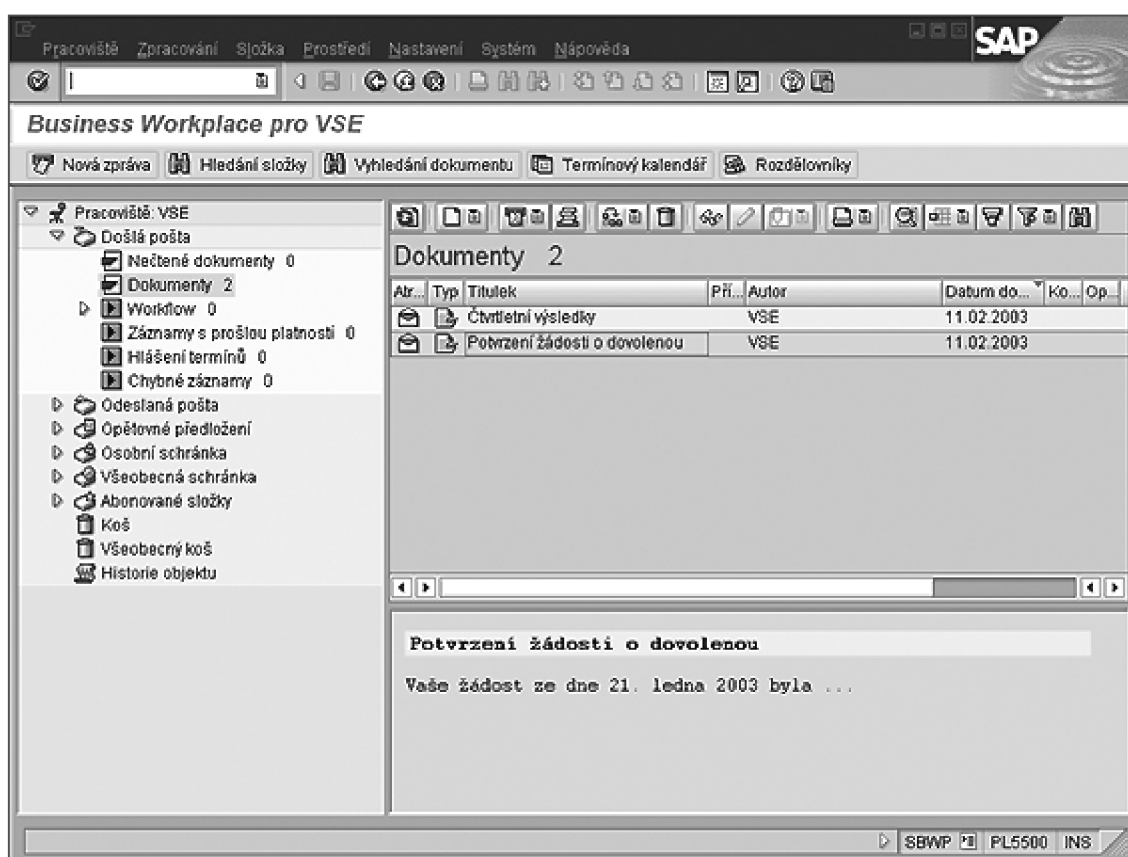 Pracoviště Zpracování Složka Prostředí Nastavení Systém Nápověda
SAP
Business Workplace pro VSE
Nová zpráva Hledání složky Vyhledání dokumentu Termínový kalendář Rozdělovníky
Pracoviště: VSE
Došlá pošta
Nečtené dokumenty 0
Dokumenty 2
Workflow 0
Záznamy s prošlou platností 0
Hlášení termínů 0
Chybné záznamy 0
Odeslaná pošta
Opětovné předložení
Osobní schránka
Všeobecná schránka
Abonované složky
Koš
Všeobecný koš
Historie objektu
Dokumenty 2
Atr... Typ Titulek Pří... Autor Datum do... Ko... Op...
Čtvrtletní výsledky VSE 11.02.2003
Potvrzení žádosti o dovolenou VSE 11.02.2003
Potvrzení žádosti o dovolenou
Vaše žádost ze dne 21. ledna 2003 byla ...
SBWP PL5500 INS